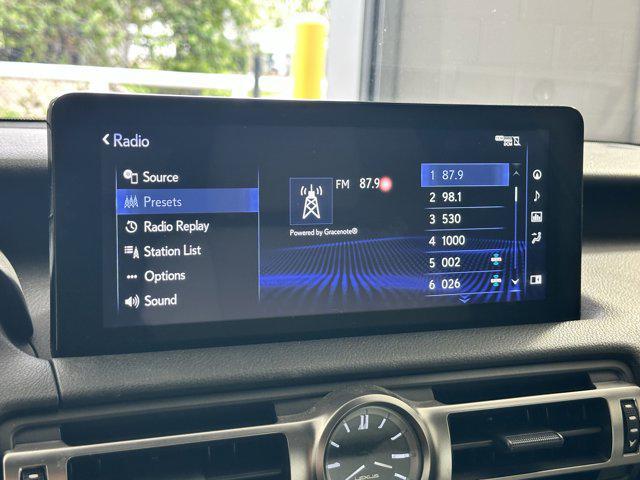 Radio
Source
Presets
Radio Replay
Station List
Options
Sound
FM 87.9
Powered by Gracenote®
1 87.9
2 98.1
3 530
4 1000
5 002
6 026
LEXUS